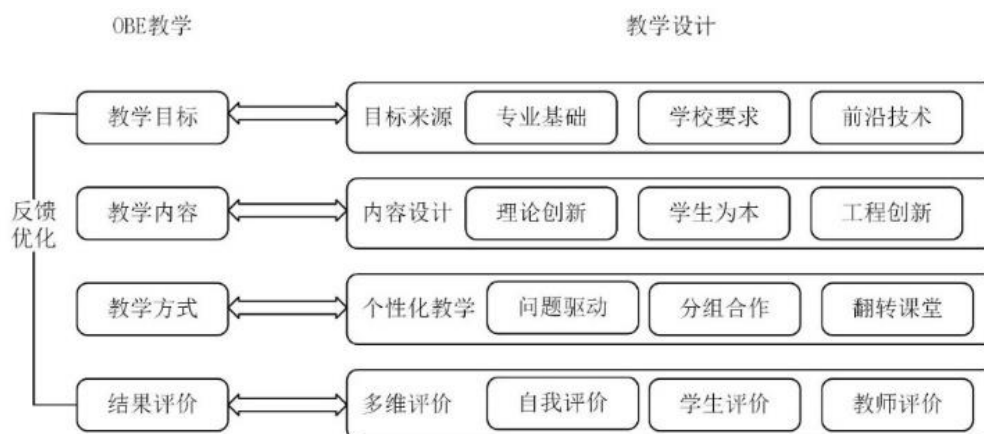 OBE教学 教学设计
教学目标 目标来源 专业基础 学校要求 前沿技术
教学内容 内容设计 理论创新 学生为本 工程创新
反馈
优化
教学方式 个性化教学 问题驱动 分组合作 翻转课堂
结果评价 多维评价 自我评价 学生评价 教师评价